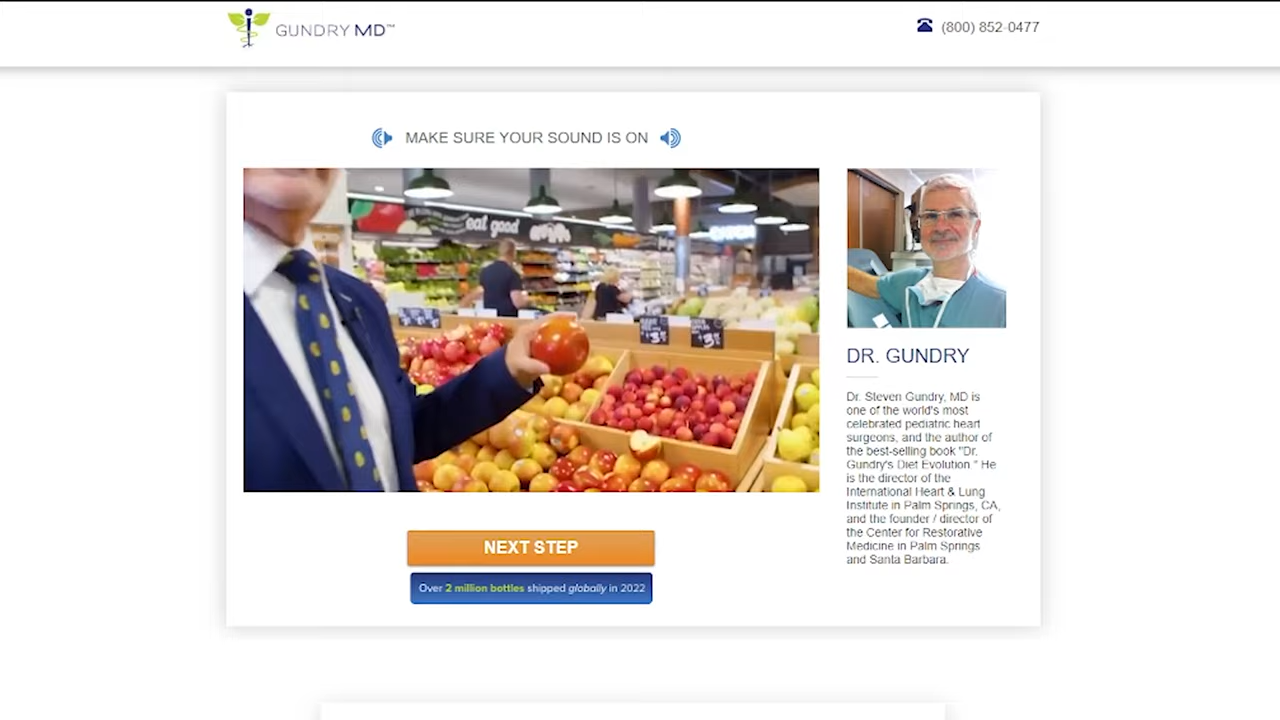 GUNDRY MD™
(800) 852-0477
MAKE SURE YOUR SOUND IS ON
eat good
DR. GUNDRY
Dr. Steven Gundry, MD is
one of the world's most
celebrated pediatric heart
surgeons, and the author of
the best-selling book "Dr.
Gundry's Diet Evolution." He
is the director of the
International Heart & Lung
Institute in Palm Springs, CA,
and the founder / director of
the Center for Restorative
Medicine in Palm Springs
and Santa Barbara.
NEXT STEP
Over 2 million bottles shipped globally in 2022